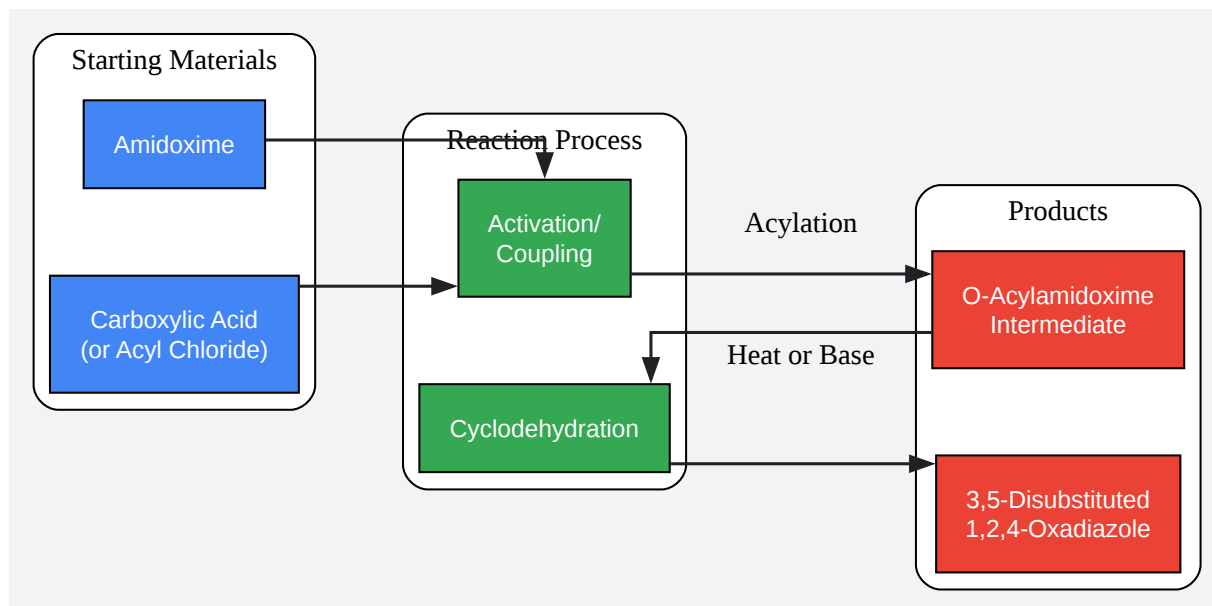 Starting Materials
Amidoxime
Carboxylic Acid
(or Acyl Chloride)
Reaction Process
Activation/
Coupling
Cyclodehydration
Acylation
Heat or Base
Products
O-Acylamidoxime
Intermediate
3,5-Disubstituted
1,2,4-Oxadiazole